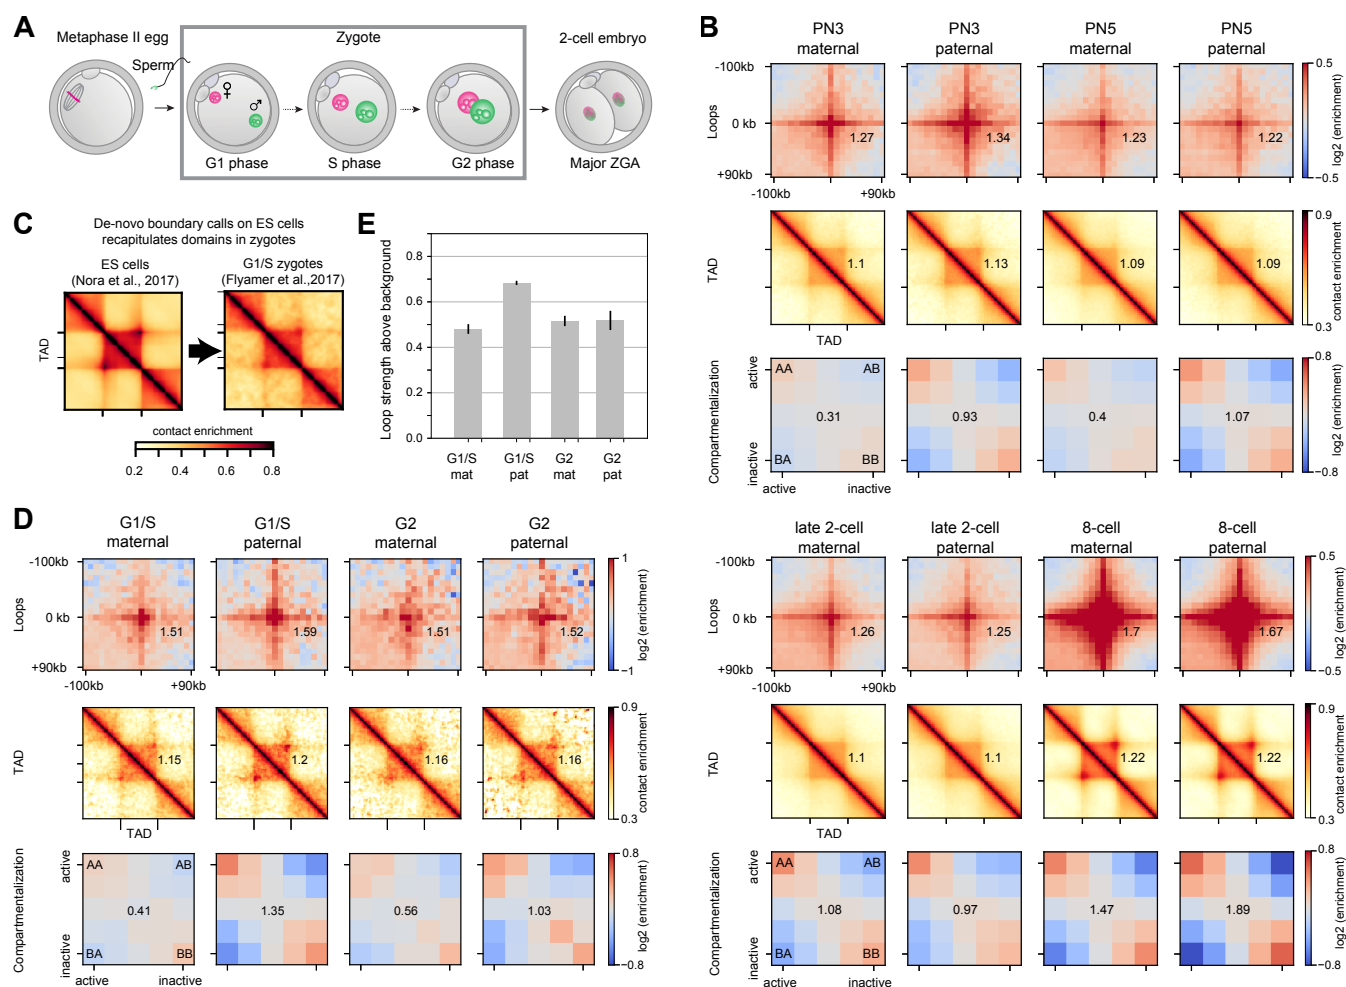 A
Metaphase II egg
Zygote
2-cell embryo
Sperm
♀
♂
G1 phase
S phase
G2 phase
Major ZGA
B
PN3 maternal
PN3 paternal
PN5 maternal
PN5 paternal
Loops
-100kb
0 kb
+90kb
-100kb
+90kb
1.27
1.34
1.23
1.22
0.5
−0.5
log2 (enrichment)
TAD
1.1
1.13
1.09
1.09
TAD
0.9
0.3
contact enrichment
Compartmentalization
active
inactive
AA
AB
BA
BB
0.31
0.93
0.4
1.07
active
inactive
0.8
−0.8
log2 (enrichment)
late 2-cell maternal
late 2-cell paternal
8-cell maternal
8-cell paternal
Loops
-100kb
0 kb
+90kb
-100kb
+90kb
1.26
1.25
1.7
1.67
0.5
−0.5
log2 (enrichment)
TAD
1.1
1.1
1.22
1.22
TAD
0.9
0.3
contact enrichment
Compartmentalization
active
inactive
AA
AB
BA
BB
1.08
0.97
1.47
1.89
active
inactive
0.8
−0.8
log2 (enrichment)
C
De-novo boundary calls on ES cells
recapitulates domains in zygotes
ES cells
(Nora et al., 2017)
G1/S zygotes
(Flyamer et al.,2017)
TAD
contact enrichment
0.2
0.4
0.6
0.8
E
Loop strength above background
0.8
0.6
0.4
0.2
0.0
G1/S mat
G1/S pat
G2 mat
G2 pat
D
G1/S maternal
G1/S paternal
G2 maternal
G2 paternal
Loops
-100kb
0 kb
+90kb
-100kb
+90kb
1.51
1.59
1.51
1.52
1
−1
log2 (enrichment)
TAD
1.15
1.2
1.16
1.16
TAD
0.9
0.3
contact enrichment
Compartmentalization
active
inactive
AA
AB
BA
BB
0.41
1.35
0.56
1.03
active
inactive
0.8
−0.8
log2 (enrichment)